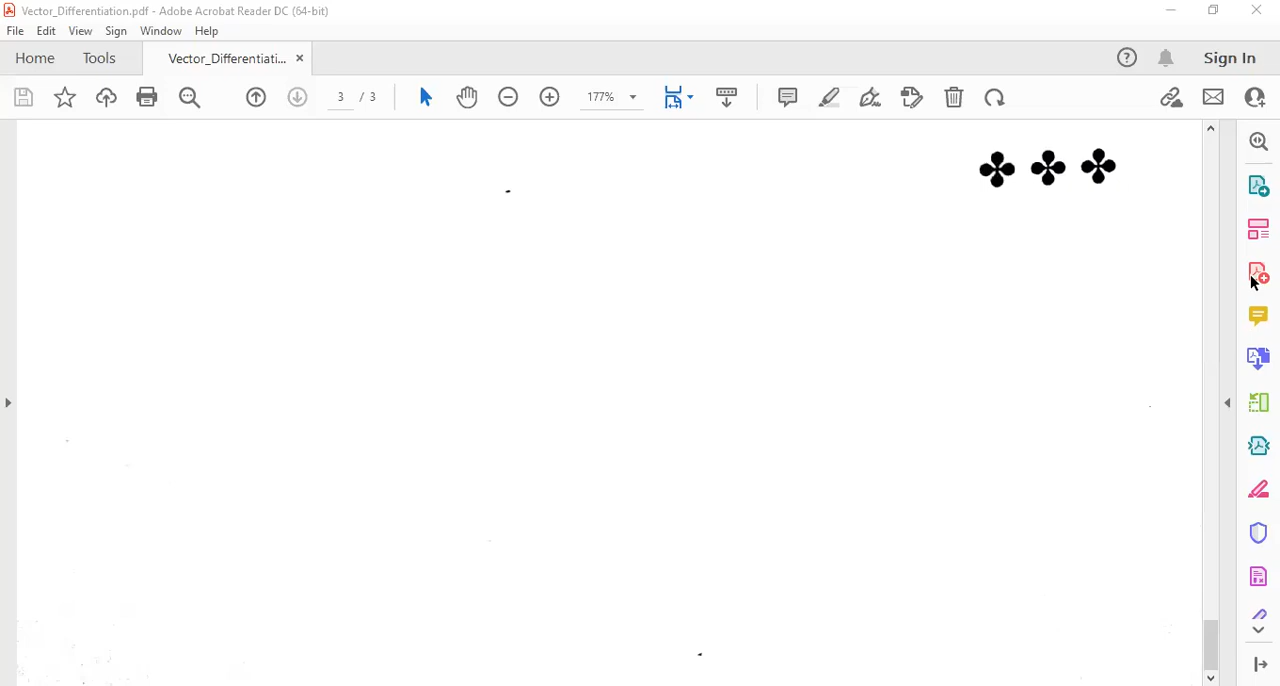 Vector_Differentiation.pdf - Adobe Acrobat Reader DC (64-bit)
File Edit View Sign Window Help
Home Tools Vector_Differentiati... Sign In
3 / 3 177%